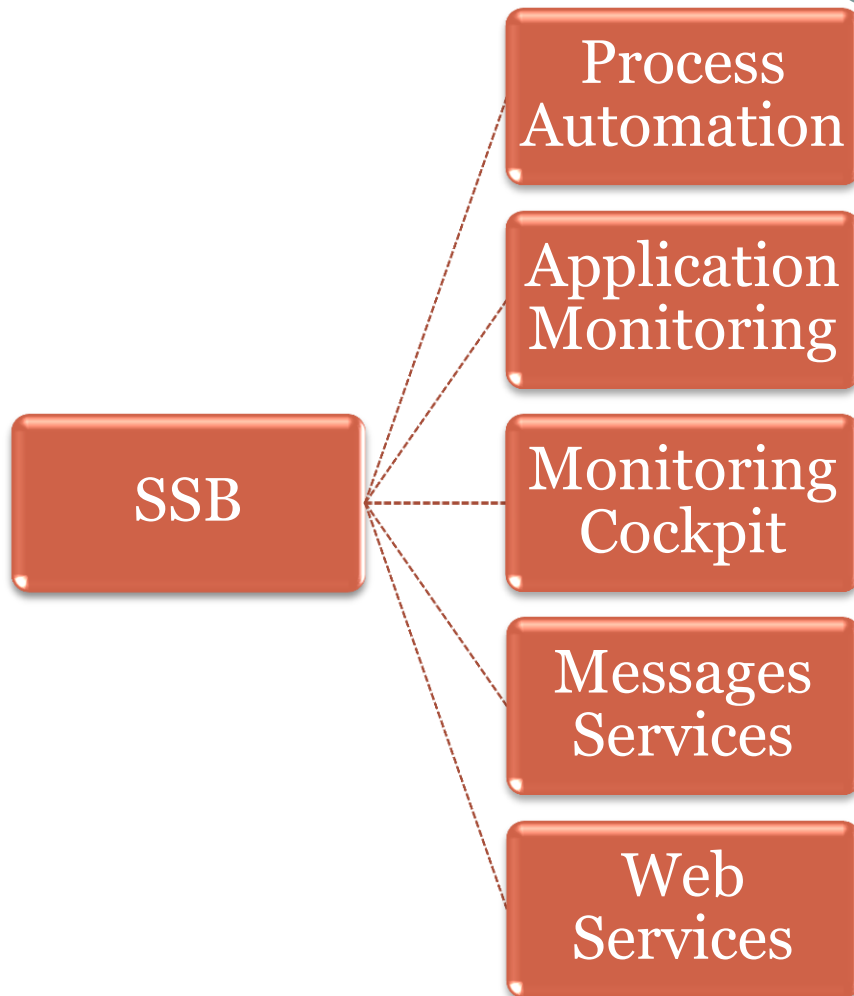 Process
Automation
Application
Monitoring
SSB
Monitoring
Cockpit
Messages
Services
Web
Services